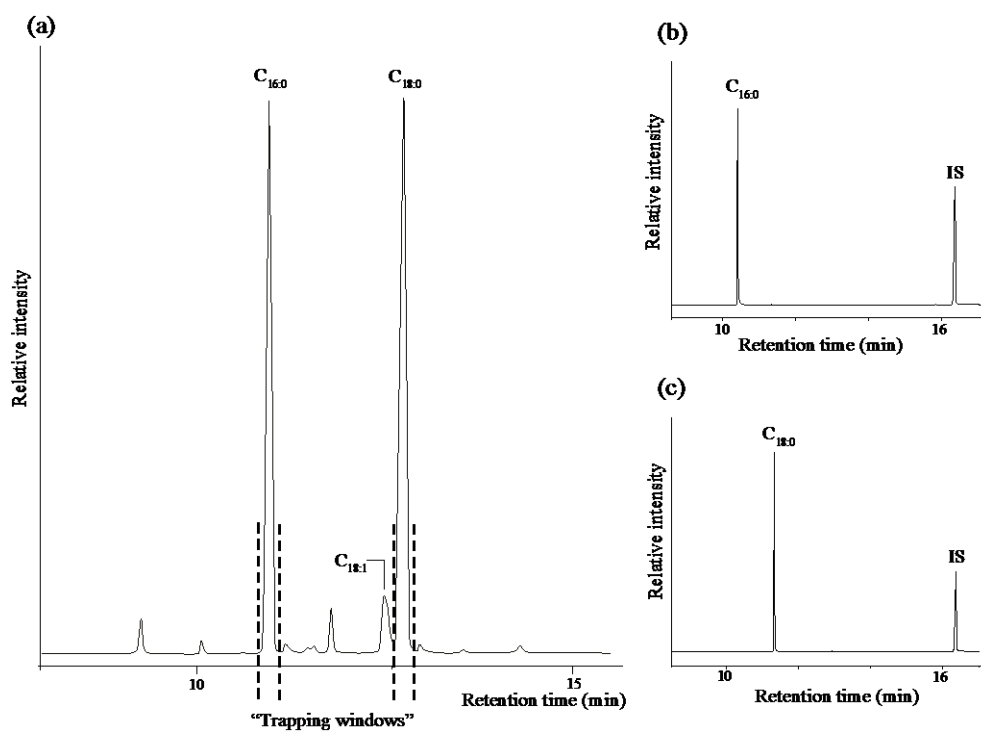 (a)
C16:0
C18:0
C18:1
Relative intensity
10
15
Retention time (min)
“Trapping windows”
(b)
C16:0
IS
Relative intensity
10
16
Retention time (min)
(c)
C18:0
IS
Relative intensity
10
16
Retention time (min)